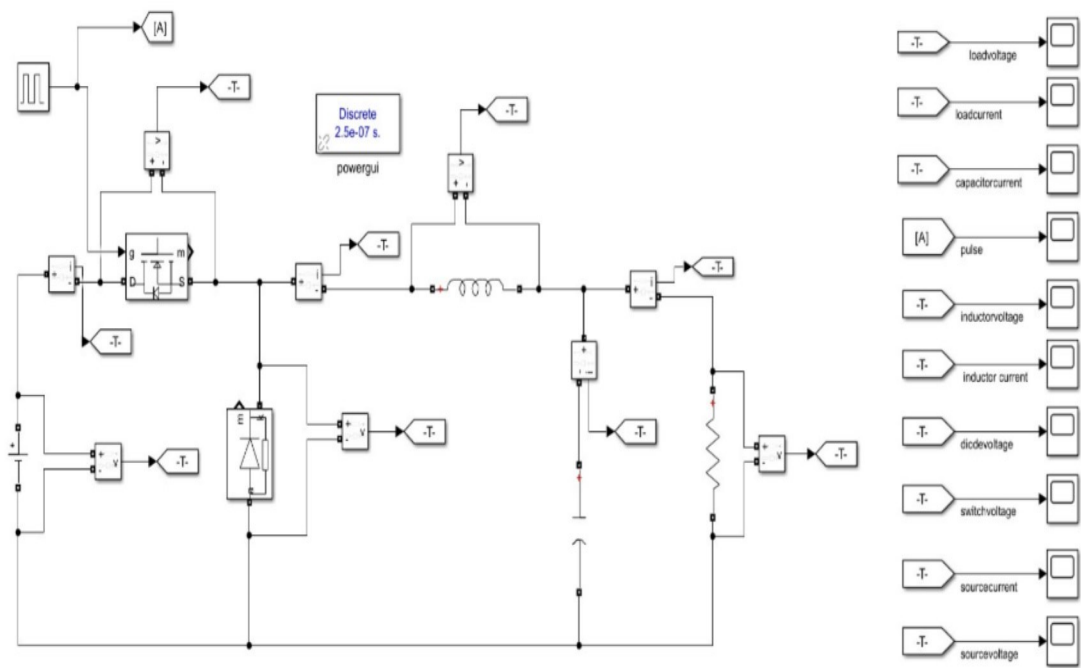 [A]
-T-
Discrete
2.5e-07 s.
powergui
-T-
-T-
g
m
D
S
i
-T-
-T-
-T-
-T-
-T-
-T-
-T-
v
v
v
-T-
loadvoltage
-T-
loadcurrent
-T-
capacitorcurrent
[A]
pulse
-T-
inductorvoltage
-T-
inductor current
-T-
diodevoltage
-T-
switchvoltage
-T-
sourcecurrent
-T-
sourcevoltage